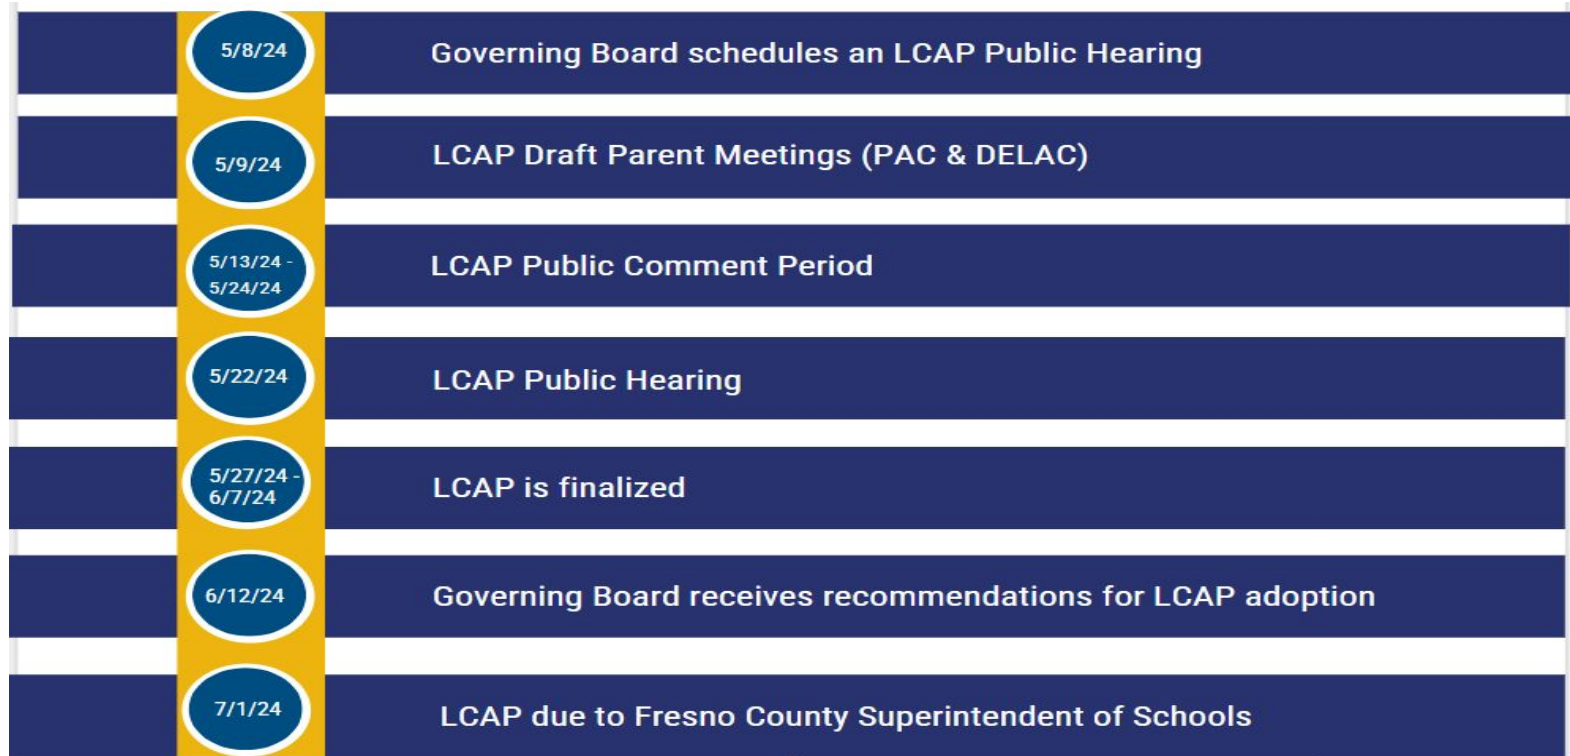 5/8/24
Governing Board schedules an LCAP Public Hearing
5/9/24
LCAP Draft Parent Meetings (PAC & DELAC)
5/13/24 -
5/24/24
LCAP Public Comment Period
5/22/24
LCAP Public Hearing
5/27/24 -
6/7/24
LCAP is finalized
6/12/24
Governing Board receives recommendations for LCAP adoption
7/1/24
LCAP due to Fresno County Superintendent of Schools